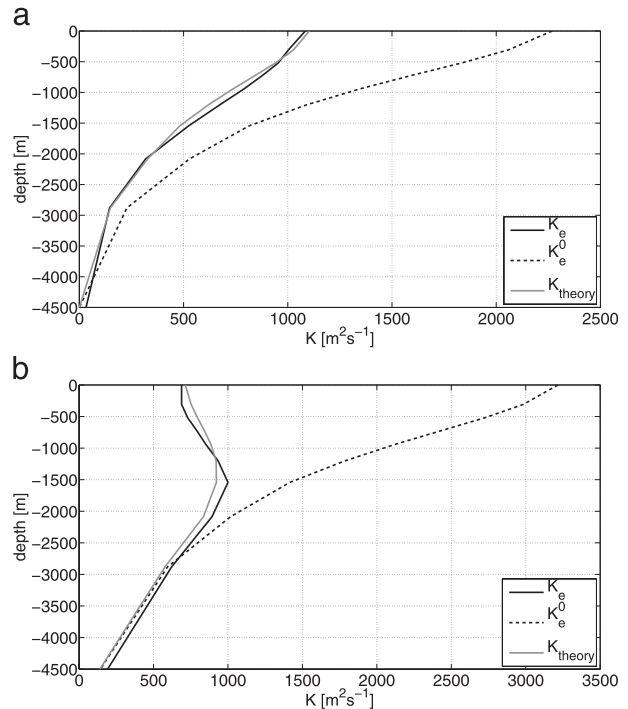 a
0
−500
−1000
−1500
−2000
−2500
−3000
−3500
−4000
−4500
depth [m]
0 500 1000 1500 2000 2500
K [m²s⁻¹]
Kₑ
Kₑ⁰
K_theory
b
0
−500
−1000
−1500
−2000
−2500
−3000
−3500
−4000
−4500
depth [m]
0 500 1000 1500 2000 2500 3000 3500
K [m²s⁻¹]
Kₑ
Kₑ⁰
K_theory